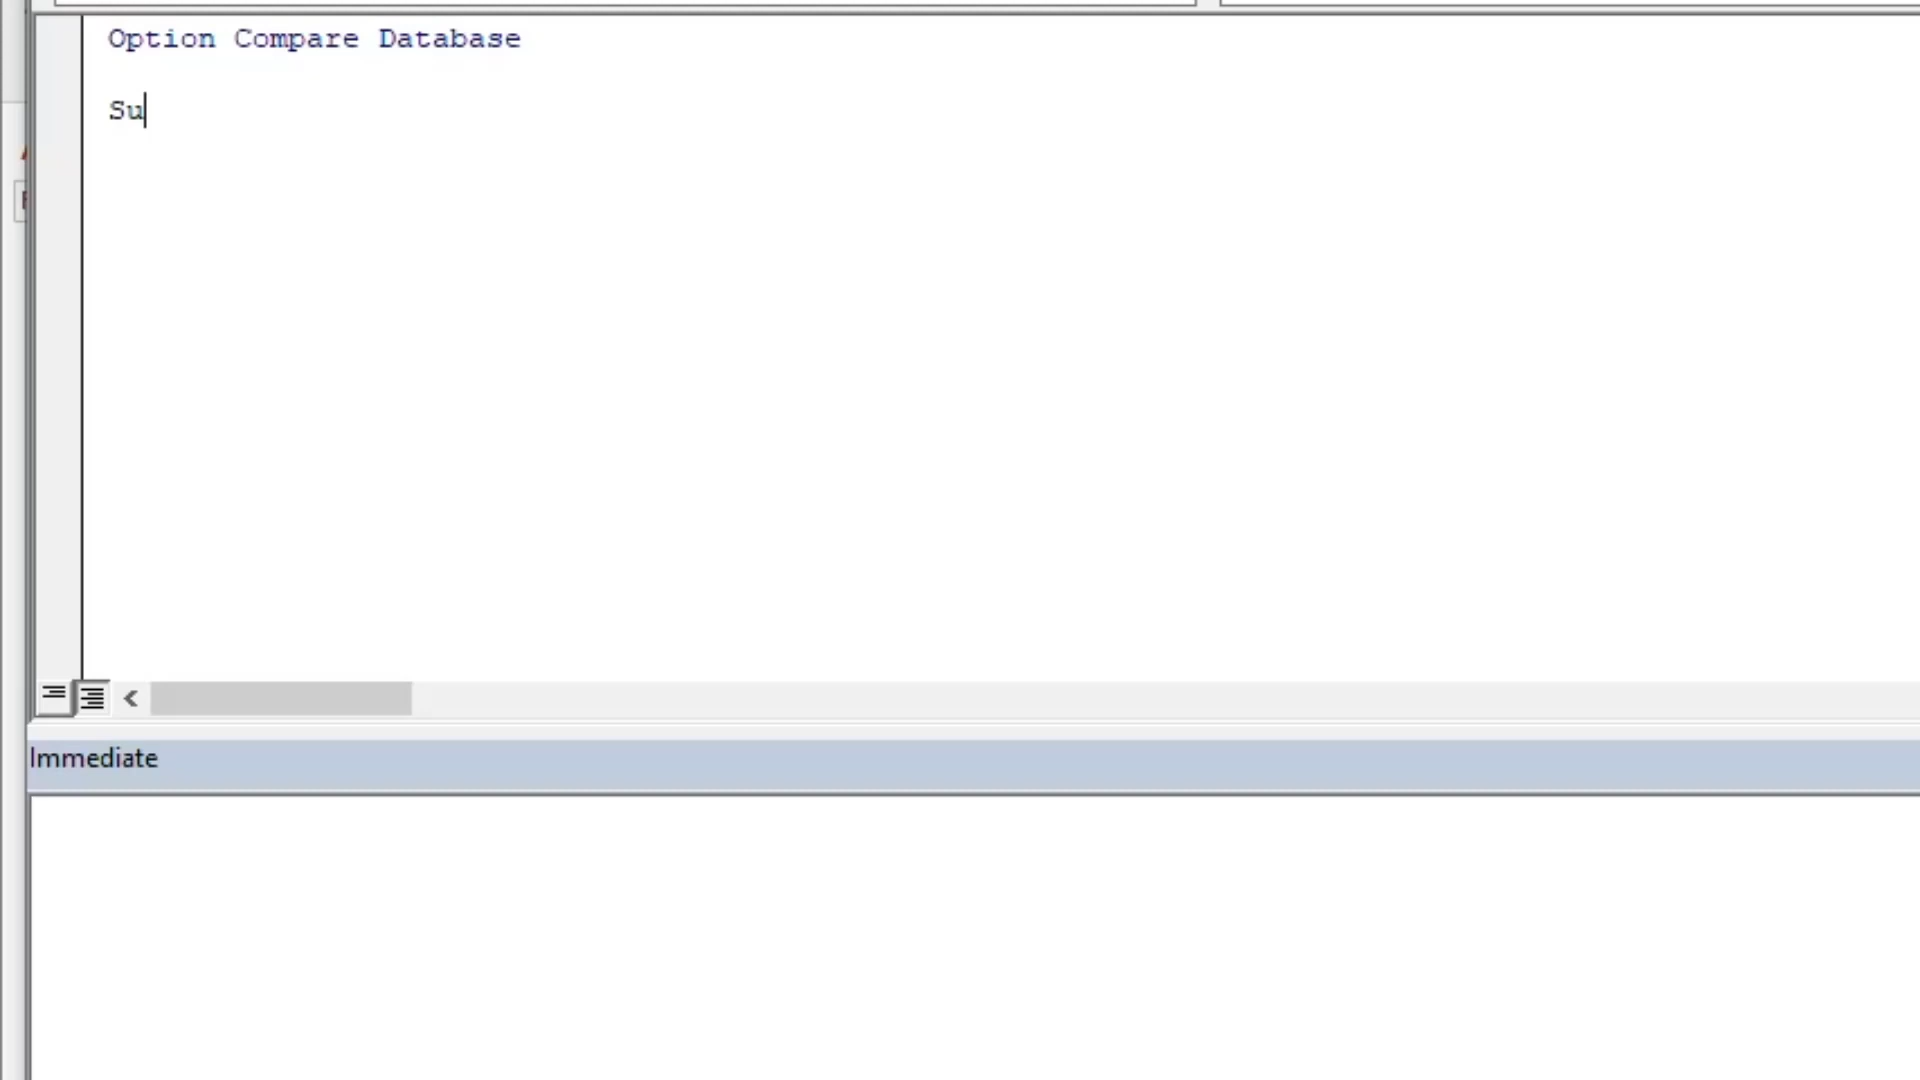 Option Compare Database
Su
Immediate